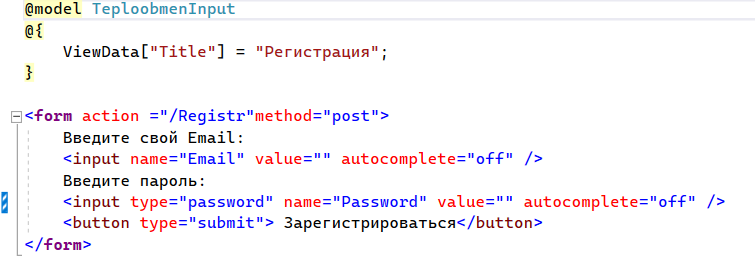 @model TeploobmenInput
@{
    ViewData["Title"] = "Регистрация";
}
<form action ="/Registr"method="post">
    Введите свой Email:
    <input name="Email" value="" autocomplete="off" />
    Введите пароль:
    <input type="password" name="Password" value="" autocomplete="off" />
    <button type="submit"> Зарегистрироваться</button>
</form>